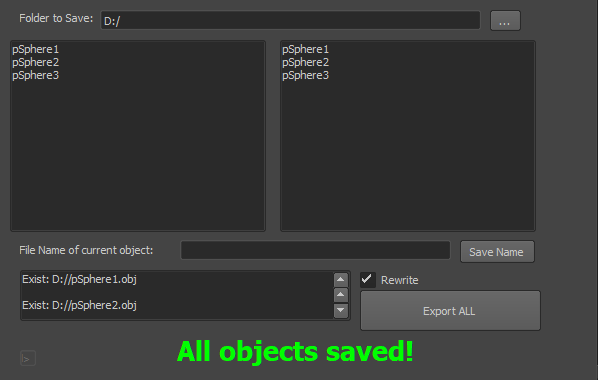 Folder to Save: D:/ ...
pSphere1 pSphere1
pSphere2 pSphere2
pSphere3 pSphere3
File Name of current object: Save Name
Exist: D://pSphere1.obj
Rewrite
Exist: D://pSphere2.obj
Export ALL
All objects saved!
>